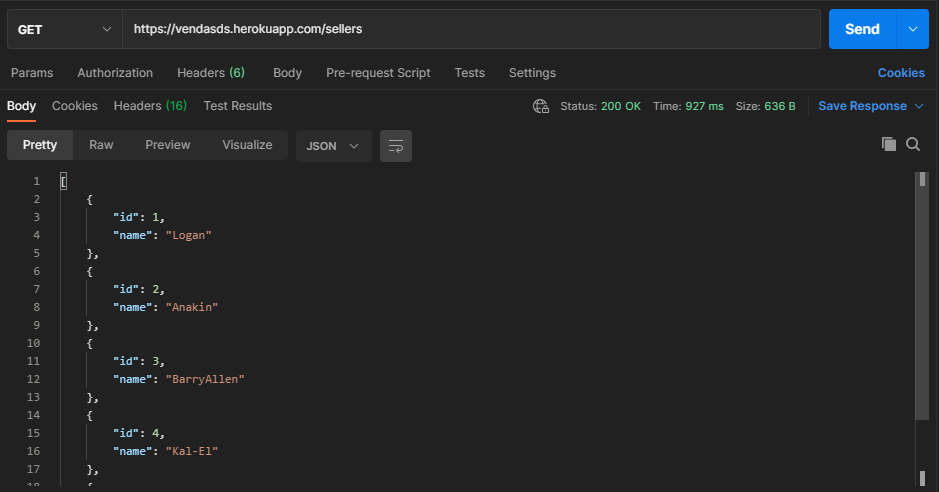 GET https://vendasds.herokuapp.com/sellers Send
Params Authorization Headers (6) Body Pre-request Script Tests Settings Cookies
Body Cookies Headers (16) Test Results Status: 200 OK Time: 927 ms Size: 636 B Save Response
Pretty Raw Preview Visualize JSON
1 [
2 {
3 "id": 1,
4 "name": "Logan"
5 },
6 {
7 "id": 2,
8 "name": "Anakin"
9 },
10 {
11 "id": 3,
12 "name": "BarryAllen"
13 },
14 {
15 "id": 4,
16 "name": "Kal-El"
17 },
18 {